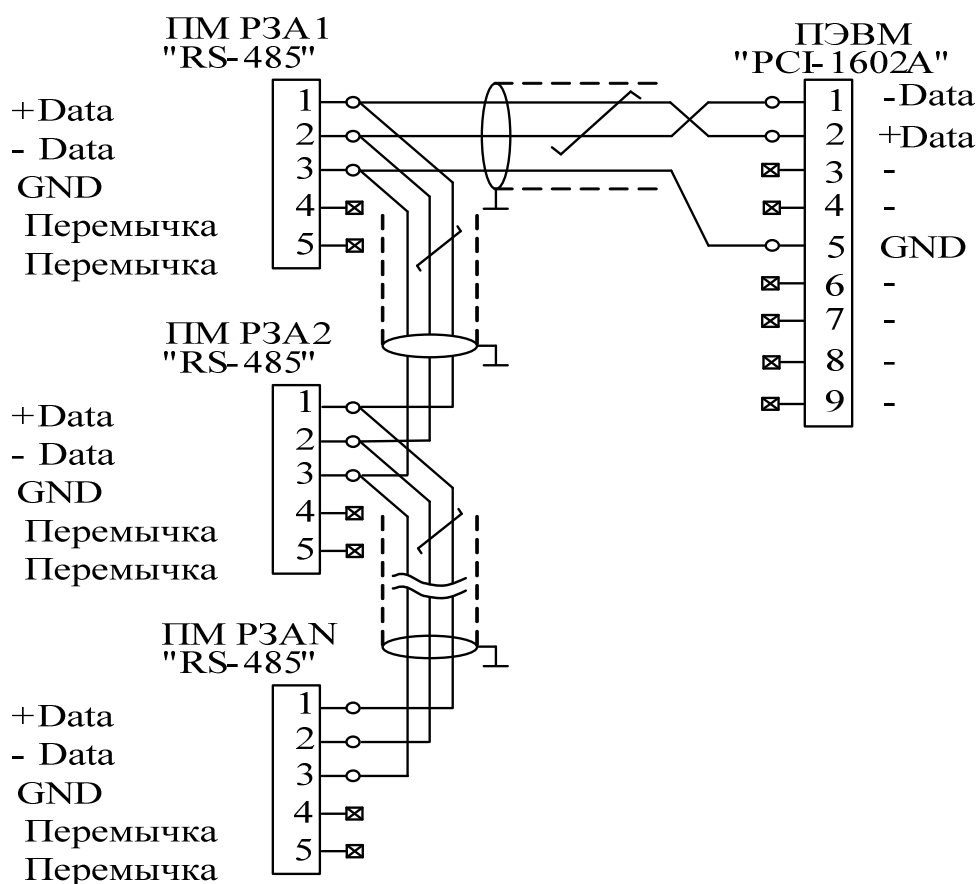 ПМ РЗА1
"RS-485"
+Data
- Data
GND
Перемычка
Перемычка
1
2
3
4
5
ПЭВМ
"PCI-1602A"
1 -Data
2 +Data
3 -
4 -
5 GND
6 -
7 -
8 -
9 -
ПМ РЗА2
"RS-485"
+Data
- Data
GND
Перемычка
Перемычка
1
2
3
4
5
ПМ РЗАN
"RS-485"
+Data
- Data
GND
Перемычка
Перемычка
1
2
3
4
5